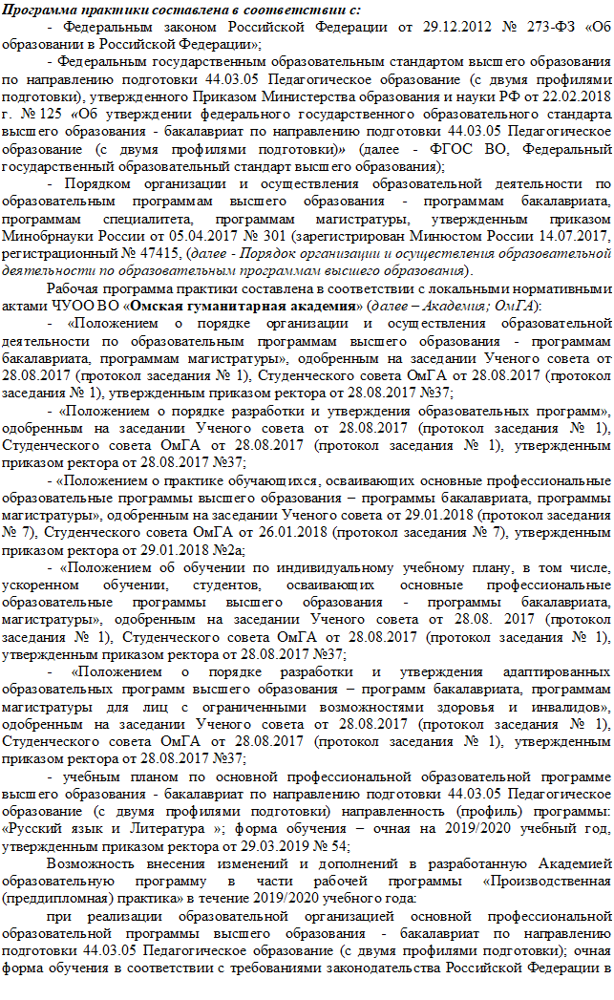 Программа практики составлена в соответствии с:
- Федеральным законом Российской Федерации от 29.12.2012 № 273-ФЗ «Об
образовании в Российской Федерации»;
- Федеральным государственным образовательным стандартом высшего образования
по направлению подготовки 44.03.05 Педагогическое образование (с двумя профилями
подготовки), утвержденного Приказом Министерства образования и науки РФ от 22.02.2018
г. №125 «Об утверждении федерального государственного образовательного стандарта
высшего образования - бакалавриат по направлению подготовки 44.03.05 Педагогическое
образование (с двумя профилями подготовки)» (далее - ФГОС ВО, Федеральный
государственный образовательный стандарт высшего образования);
- Порядком организации и осуществления образовательной деятельности по
образовательным программам высшего образования - программам бакалавриата,
программам специалитета, программам магистратуры, утвержденным приказом
Минобрнауки России от 05.04.2017 № 301 (зарегистрирован Минюстом России 14.07.2017,
регистрационный № 47415, (далее - Порядок организации и осуществления образовательной
деятельности по образовательным программам высшего образования).
Рабочая программа практики составлена в соответствии с локальными нормативными
актами ЧУОО ВО «Омская гуманитарная академия» (далее – Академия; ОмГА):
- «Положением о порядке организации и осуществления образовательной
деятельности по образовательным программам высшего образования - программам
бакалавриата, программам магистратуры», одобренным на заседании Ученого совета от
28.08.2017 (протокол заседания № 1), Студенческого совета ОмГА от 28.08.2017 (протокол
заседания № 1), утвержденным приказом ректора от 28.08.2017 №37;
- «Положением о порядке разработки и утверждения образовательных программ»,
одобренным на заседании Ученого совета от 28.08.2017 (протокол заседания № 1),
Студенческого совета ОмГА от 28.08.2017 (протокол заседания № 1), утвержденным
приказом ректора от 28.08.2017 №37;
- «Положением о практике обучающихся, осваивающих основные профессиональные
образовательные программы высшего образования – программы бакалавриата, программы
магистратуры», одобренным на заседании Ученого совета от 29.01.2018 (протокол заседания
№ 7), Студенческого совета ОмГА от 26.01.2018 (протокол заседания № 7), утвержденным
приказом ректора от 29.01.2018 №2а;
- «Положением об обучении по индивидуальному учебному плану, в том числе,
ускоренном обучении, студентов, осваивающих основные профессиональные
образовательные программы высшего образования - программы бакалавриата,
магистратуры», одобренным на заседании Ученого совета от 28.08. 2017 (протокол
заседания № 1), Студенческого совета ОмГА от 28.08.2017 (протокол заседания № 1),
утвержденным приказом ректора от 28.08.2017 №37;
- «Положением о порядке разработки и утверждения адаптированных
образовательных программ высшего образования – программ бакалавриата, программам
магистратуры для лиц с ограниченными возможностями здоровья и инвалидов»,
одобренным на заседании Ученого совета от 28.08.2017 (протокол заседания № 1),
Студенческого совета ОмГА от 28.08.2017 (протокол заседания № 1), утвержденным
приказом ректора от 28.08.2017 №37;
- учебным планом по основной профессиональной образовательной программе
высшего образования - бакалавриат по направлению подготовки 44.03.05 Педагогическое
образование (с двумя профилями подготовки) направленность (профиль) программы:
«Русский язык и Литература »; форма обучения – очная на 2019/2020 учебный год,
утвержденным приказом ректора от 29.03.2019 № 54;
Возможность внесения изменений и дополнений в разработанную Академией
образовательную программу в части рабочей программы «Производственная
(преддипломная) практика» в течение 2019/2020 учебного года:
при реализации образовательной организацией основной профессиональной
образовательной программы высшего образования - бакалавриат по направлению
подготовки 44.03.05 Педагогическое образование (с двумя профилями подготовки); очная
форма обучения в соответствии с требованиями законодательства Российской Федерации в